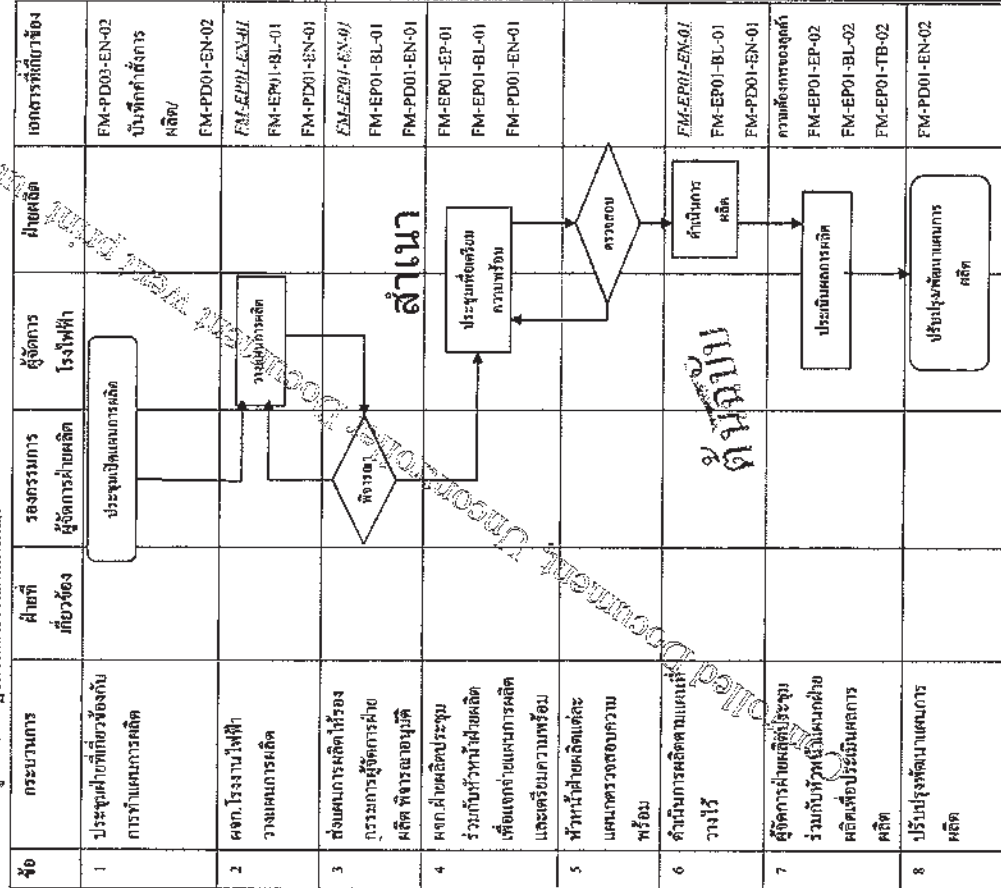 ข้อ
กระบวนการ
ฝ่ายที่
เกี่ยวข้อง
รองกรรมการ
ผู้จัดการฝ่ายผลิต
ผู้จัดการ
โรงไฟฟ้า
ฝ่ายผลิต
เอกสารที่เกี่ยวข้อง
1
ประชุมฝ่ายที่เกี่ยวข้องกับ
การทำแผนการผลิต
ประชุมเปิดแผนการผลิต
FM-PD03-EN-02
บันทึกคำสั่งการ
ผลิต/
FM-PD01-EN-02
2
ผจก.โรงงานไฟฟ้า
วางแผนการผลิต
วางแผนการผลิต
FM-EP01-EN-01
FM-EP01-BL-01
FM-PD01-EN-01
3
ส่งแผนการผลิตให้รอง
กรรมการผู้จัดการฝ่าย
ผลิต พิจารณาอนุมัติ
พิจารณา
FM-EP01-EN-01
FM-EP01-BL-01
FM-PD01-EN-01
4
ผจก.ฝ่ายผลิตประชุม
ร่วมกับหัวหน้าฝ่ายผลิต
เพื่อแจกจ่ายแผนการผลิต
และเตรียมความพร้อม
สำเนา
ประชุมเพื่อเตรียม
ความพร้อม
FM-EP01-EP-01
FM-EP01-BL-01
FM-PD01-EN-01
5
หัวหน้าฝ่ายผลิตแต่ละ
แผนกตรวจสอบความ
พร้อม
ตรวจสอบ
6
ดำเนินการผลิตตามแผนที่
วางไว้
ต้นฉบับ
ดำเนินการ
ผลิต
FM-EP01-EN-01
FM-EP01-BL-01
FM-PD01-EN-01
7
ผู้จัดการฝ่ายผลิตประชุม
ร่วมกับหัวหน้าแผนกฝ่าย
ผลิตเพื่อประเมินผลการ
ผลิต
ประเมินผลการผลิต
ความต้องการของลูกค้า
FM-EP01-EP-02
FM-EP01-BL-02
FM-EP01-TB-02
8
ปรับปรุงพัฒนาแผนการ
ผลิต
ปรับปรุง/พัฒนาแผนการ
ผลิต
FM-PD01-EN-02
Uncontrolled Document